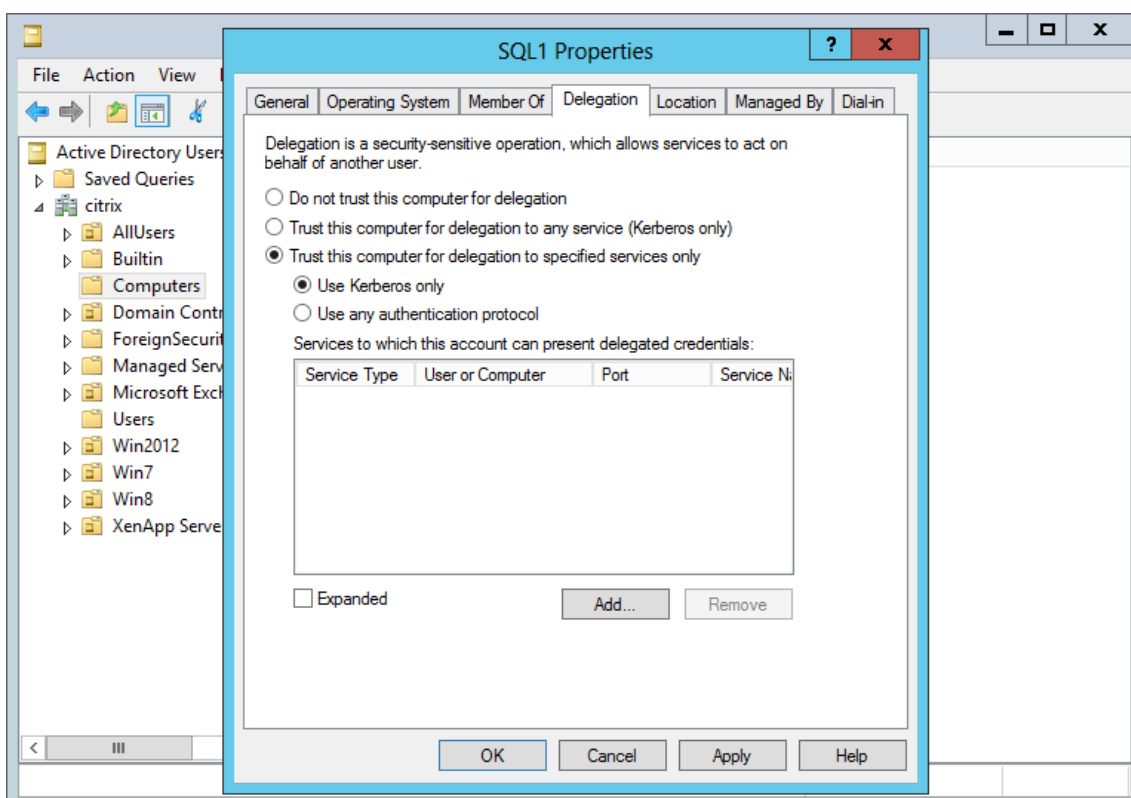 SQL1 Properties
? x
x
File Action View
General Operating System Member Of Delegation Location Managed By Dial-in
Delegation is a security-sensitive operation, which allows services to act on
behalf of another user.
Do not trust this computer for delegation
Trust this computer for delegation to any service (Kerberos only)
Trust this computer for delegation to specified services only
Use Kerberos only
Use any authentication protocol
Services to which this account can present delegated credentials:
Service Type User or Computer Port Service Na
Expanded
Add... Remove
OK Cancel Apply Help
Active Directory Users
Saved Queries
citrix
AllUsers
Builtin
Computers
Domain Contr
ForeignSecurit
Managed Serv
Microsoft Exch
Users
Win2012
Win7
Win8
XenApp Serve